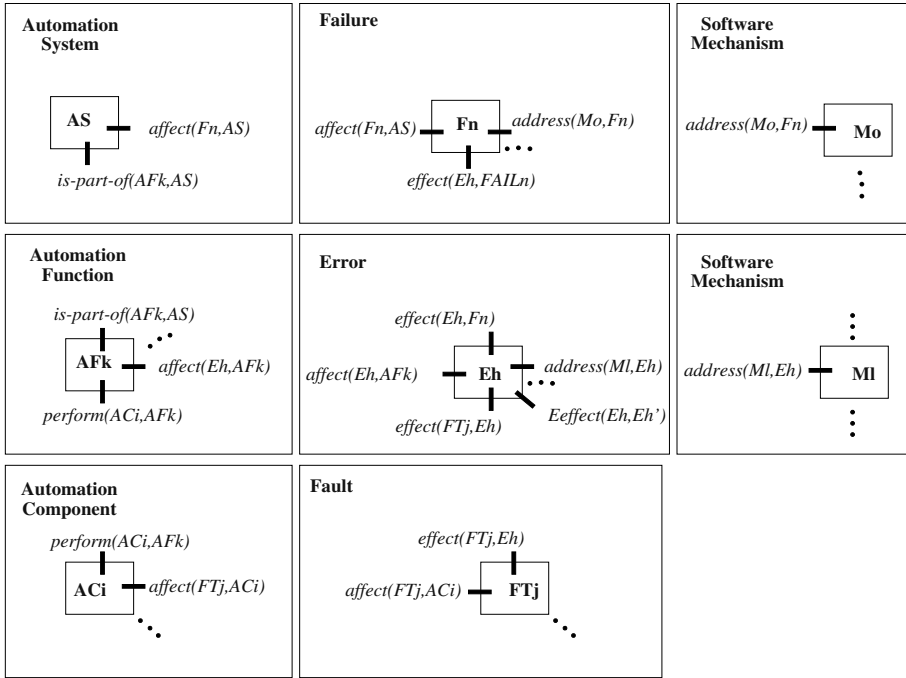 Automation
System
AS
affect(Fn,AS)
is-part-of(AFk,AS)
Failure
affect(Fn,AS)
Fn
address(Mo,Fn)
effect(Eh,FAILn)
Software
Mechanism
address(Mo,Fn)
Mo
Automation
Function
is-part-of(AFk,AS)
AFk
affect(Eh,AFk)
perform(ACi,AFk)
Error
effect(Eh,Fn)
affect(Eh,AFk)
Eh
address(Ml,Eh)
effect(FTj,Eh)
Eeffect(Eh,Eh’)
Software
Mechanism
address(Ml,Eh)
Ml
Automation
Component
perform(ACi,AFk)
ACi
affect(FTj,ACi)
Fault
effect(FTj,Eh)
affect(FTj,ACi)
FTj